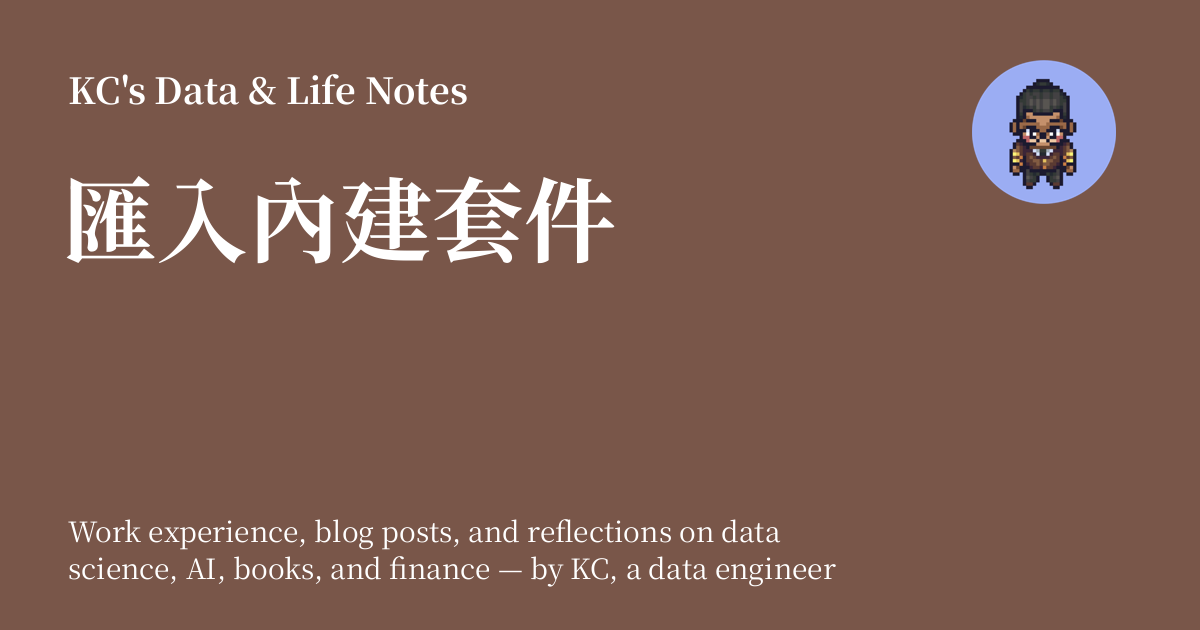 KC's Data & Life Notes
匯入內建套件
Work experience, blog posts, and reflections on data
science, AI, books, and finance — by KC, a data engineer